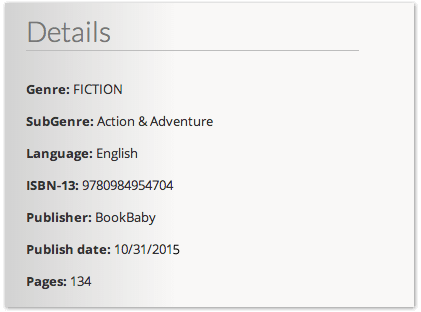 Details
Genre: FICTION
SubGenre: Action & Adventure
Language: English
ISBN-13: 9780984954704
Publisher: BookBaby
Publish date: 10/31/2015
Pages: 134